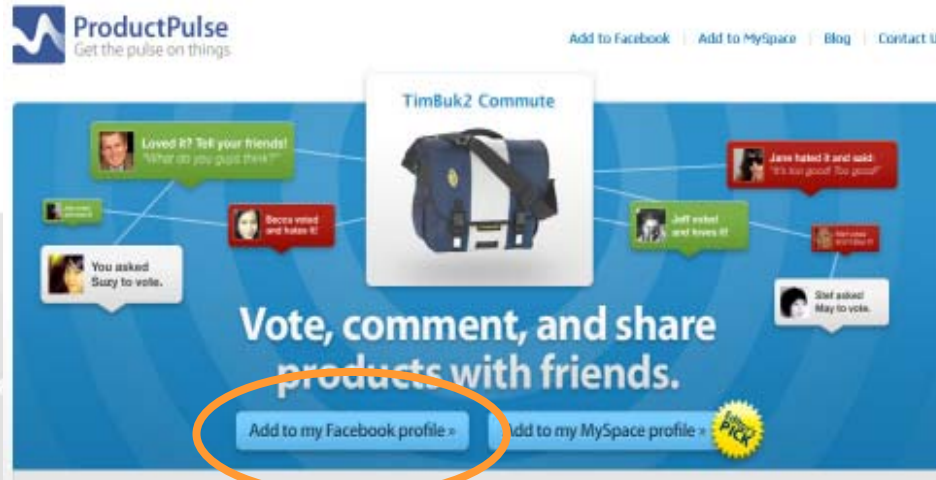 ProductPulse
Get the pulse on things
Add to Facebook
Add to MySpace
Blog
Contact U
TimBuk2 Commute
Loved it? Tell your friends!
"What do you guys think?"
Jane hated it and said:
"It's too good! Too good!"
Becca voted
and hates it!
Jeff voted
and loves it!
You asked
Suzy to vote.
Stef asked
May to vote.
Vote, comment, and share
products with friends.
Add to my Facebook profile »
Add to my MySpace profile »
Editor's
PICK